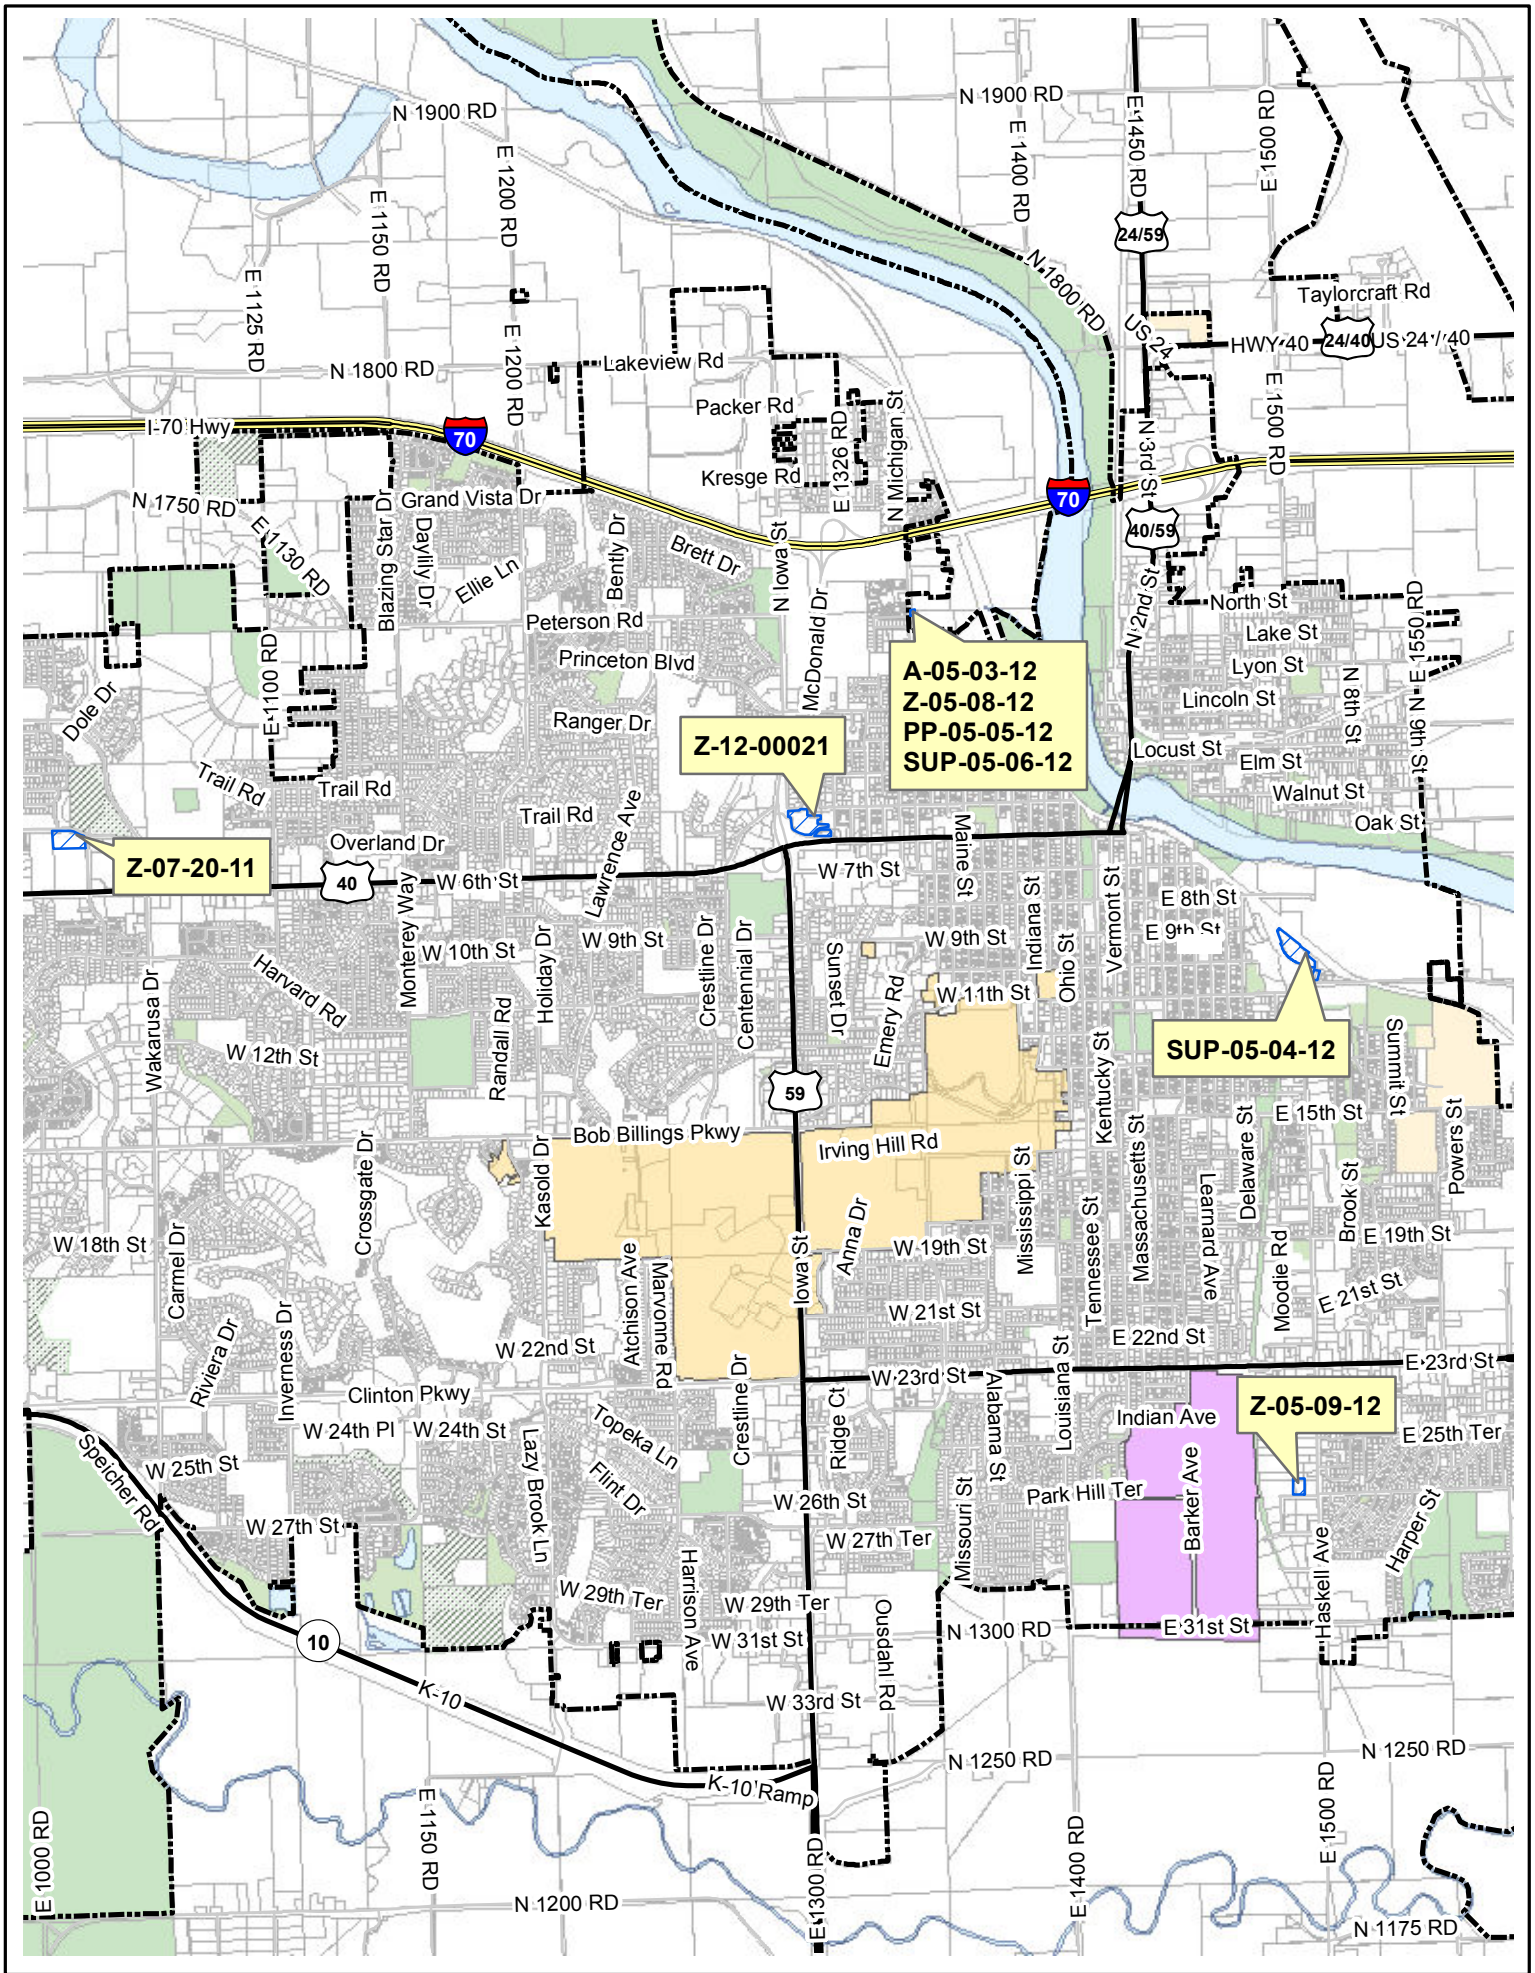 N 1900 RD
N 1900 RD
E 1450 RD
E 1500 RD
E 1400 RD
E 1200 RD
E 1150 RD
E 1125 RD
24/59
N 1800 RD
Taylorcraft Rd
US 24
HWY 40
24/40
US 24 / 40
E 1200 RD
N 1800 RD
Lakeview Rd
E 1500 RD
Packer Rd
E 1326 RD
N Michigan St
N 3rd St
I-70 Hwy
70
Kresge Rd
N 1750 RD
Grand Vista Dr
70
40/59
E 1130 RD
Blazing Star Dr
Dayilly Dr
Ellie Ln
Bently Dr
Brett Dr
N Iowa St
McDonald Dr
N 2nd St
North St
Peterson Rd
Lake St
E 1550 RD
Princeton Blvd
Lyon St
E 1100 RD
A-05-03-12
Z-05-08-12
PP-05-05-12
SUP-05-06-12
Lincoln St
N 8th St
N 9th St
Dole Dr
Ranger Dr
Z-12-00021
Locust St
Elm St
Trail Rd
Trail Rd
Walnut St
Trail Rd
Lawrence Ave
Oak St
Overland Dr
Maine St
Z-07-20-11
40
W 6th St
W 7th St
Indiana St
Vermont St
E 8th St
Monterey Way
W 10th St
W 9th St
W 9th St
E 9th St
Crestline Dr
Centennial Dr
Sunset Dr
Ohio St
Harvard Rd
Holiday Dr
Emery Rd
W 11th St
Wakarusa Dr
W 12th St
Randall Rd
Kentucky St
SUP-05-04-12
Summit St
59
E 15th St
Bob Billings Pkwy
Irving Hill Rd
Crossgate Dr
Kasold Dr
Mississippi St
Massachusetts St
Learnard Ave
Delaware St
Brook St
Powers St
W 18th St
Carmel Dr
Iowa St
Anna Dr
W 19th St
Tennessee St
Moodie Rd
E 19th St
Atchison Ave
Marvonne Rd
W 21st St
E 21st St
Riviera Dr
Inverness Dr
W 22nd St
E 22nd St
Louisiana St
W 23rd St
E 23rd St
Clinton Pkwy
Crestline Dr
Ridge Ct
Alabama St
Indian Ave
Z-05-09-12
W 24th Pl
W 24th St
Topeka Ln
E 25th Ter
Speicher Rd
W 25th St
Lazy Brook Ln
Flint Dr
W 26th St
Missouri St
Park Hill Ter
Barker Ave
W 27th St
W 27th Ter
Haskell Ave
Harper St
Harrison Ave
W 29th Ter
W 29th Ter
Ousdahl Rd
10
W 31st St
N 1300 RD
E 31st St
K-10
W 33rd St
N 1250 RD
N 1250 RD
K-10 Ramp
E 1000 RD
E 1150 RD
E 1300 RD
E 1400 RD
E 1500 RD
N 1200 RD
N 1175 RD